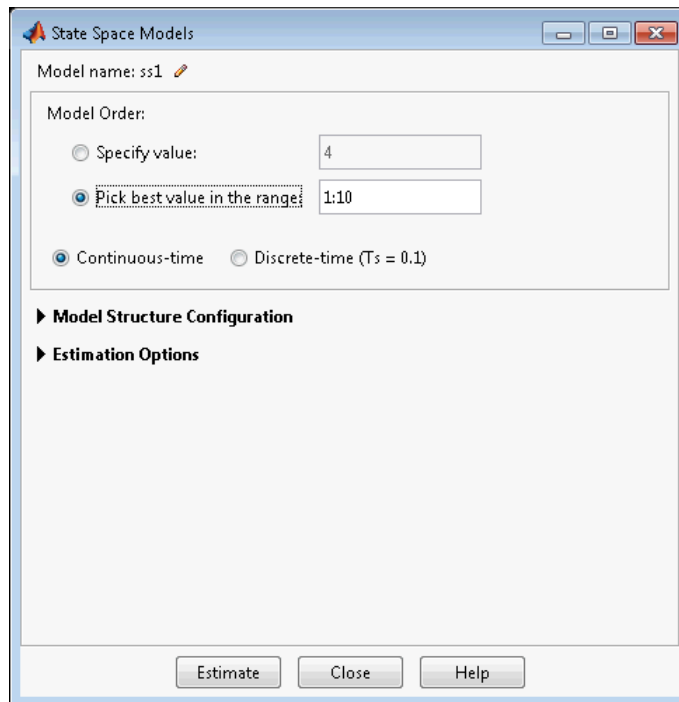 State Space Models
Model name: ss1
Model Order:
Specify value: 4
Pick best value in the range: 1:10
Continuous-time Discrete-time (Ts = 0.1)
Model Structure Configuration
Estimation Options
Estimate Close Help